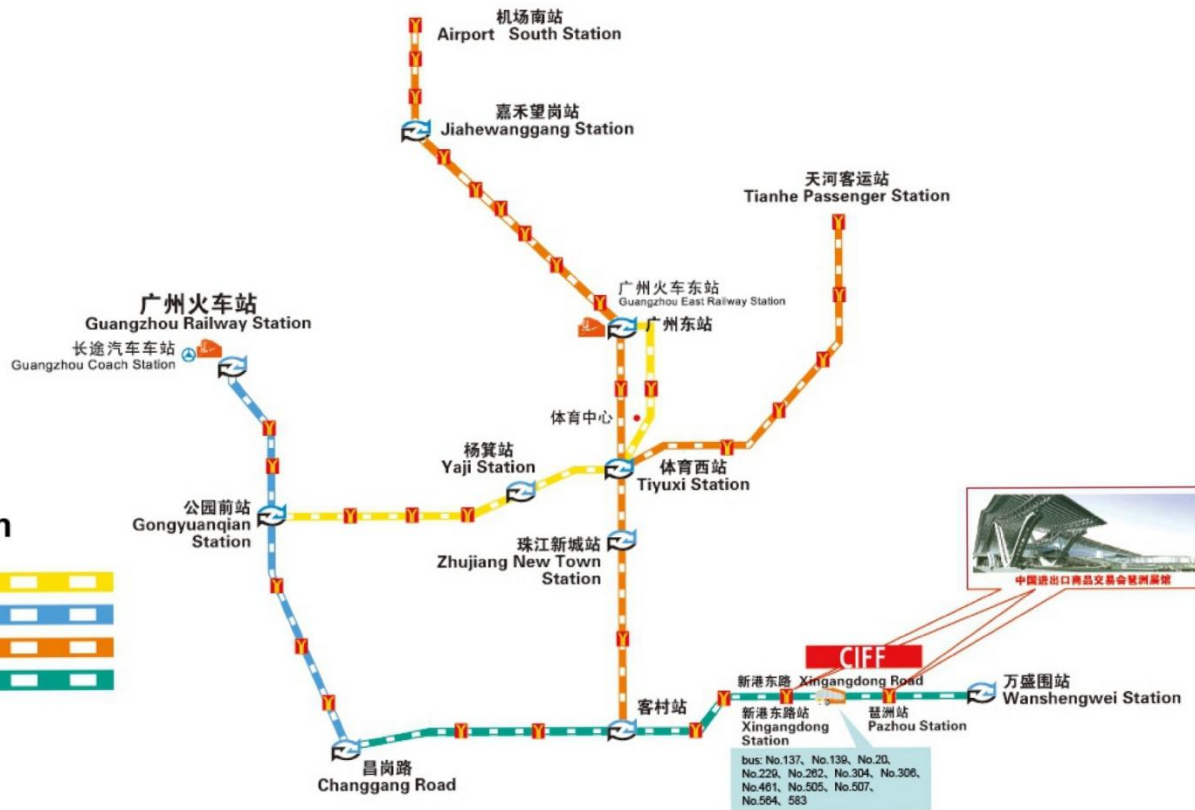 机场南站
Airport South Station
嘉禾望岗站
Jiahewanggang Station
天河客运站
Tianhe Passenger Station
广州火车东站
Guangzhou East Railway Station
广州东站
广州火车站
Guangzhou Railway Station
长途汽车车站
Guangzhou Coach Station
体育中心
杨箕站
Yaji Station
体育西站
Tiyuxi Station
公园前站
Gongyuanqian
Station
珠江新城站
Zhujiang New Town
Station
中国进出口商品交易会琶洲展馆
CIFF
新港东路 Xingangdong Road
万盛围站
Wanshengwei Station
新港东路站
Xingangdong
Station
琶洲站
Pazhou Station
客村站
昌岗路
Changgang Road
bus: No.137、No.139、No.20、
No.229、No.262、No.304、No.306、
No.461、No.505、No.507、
No.564、583